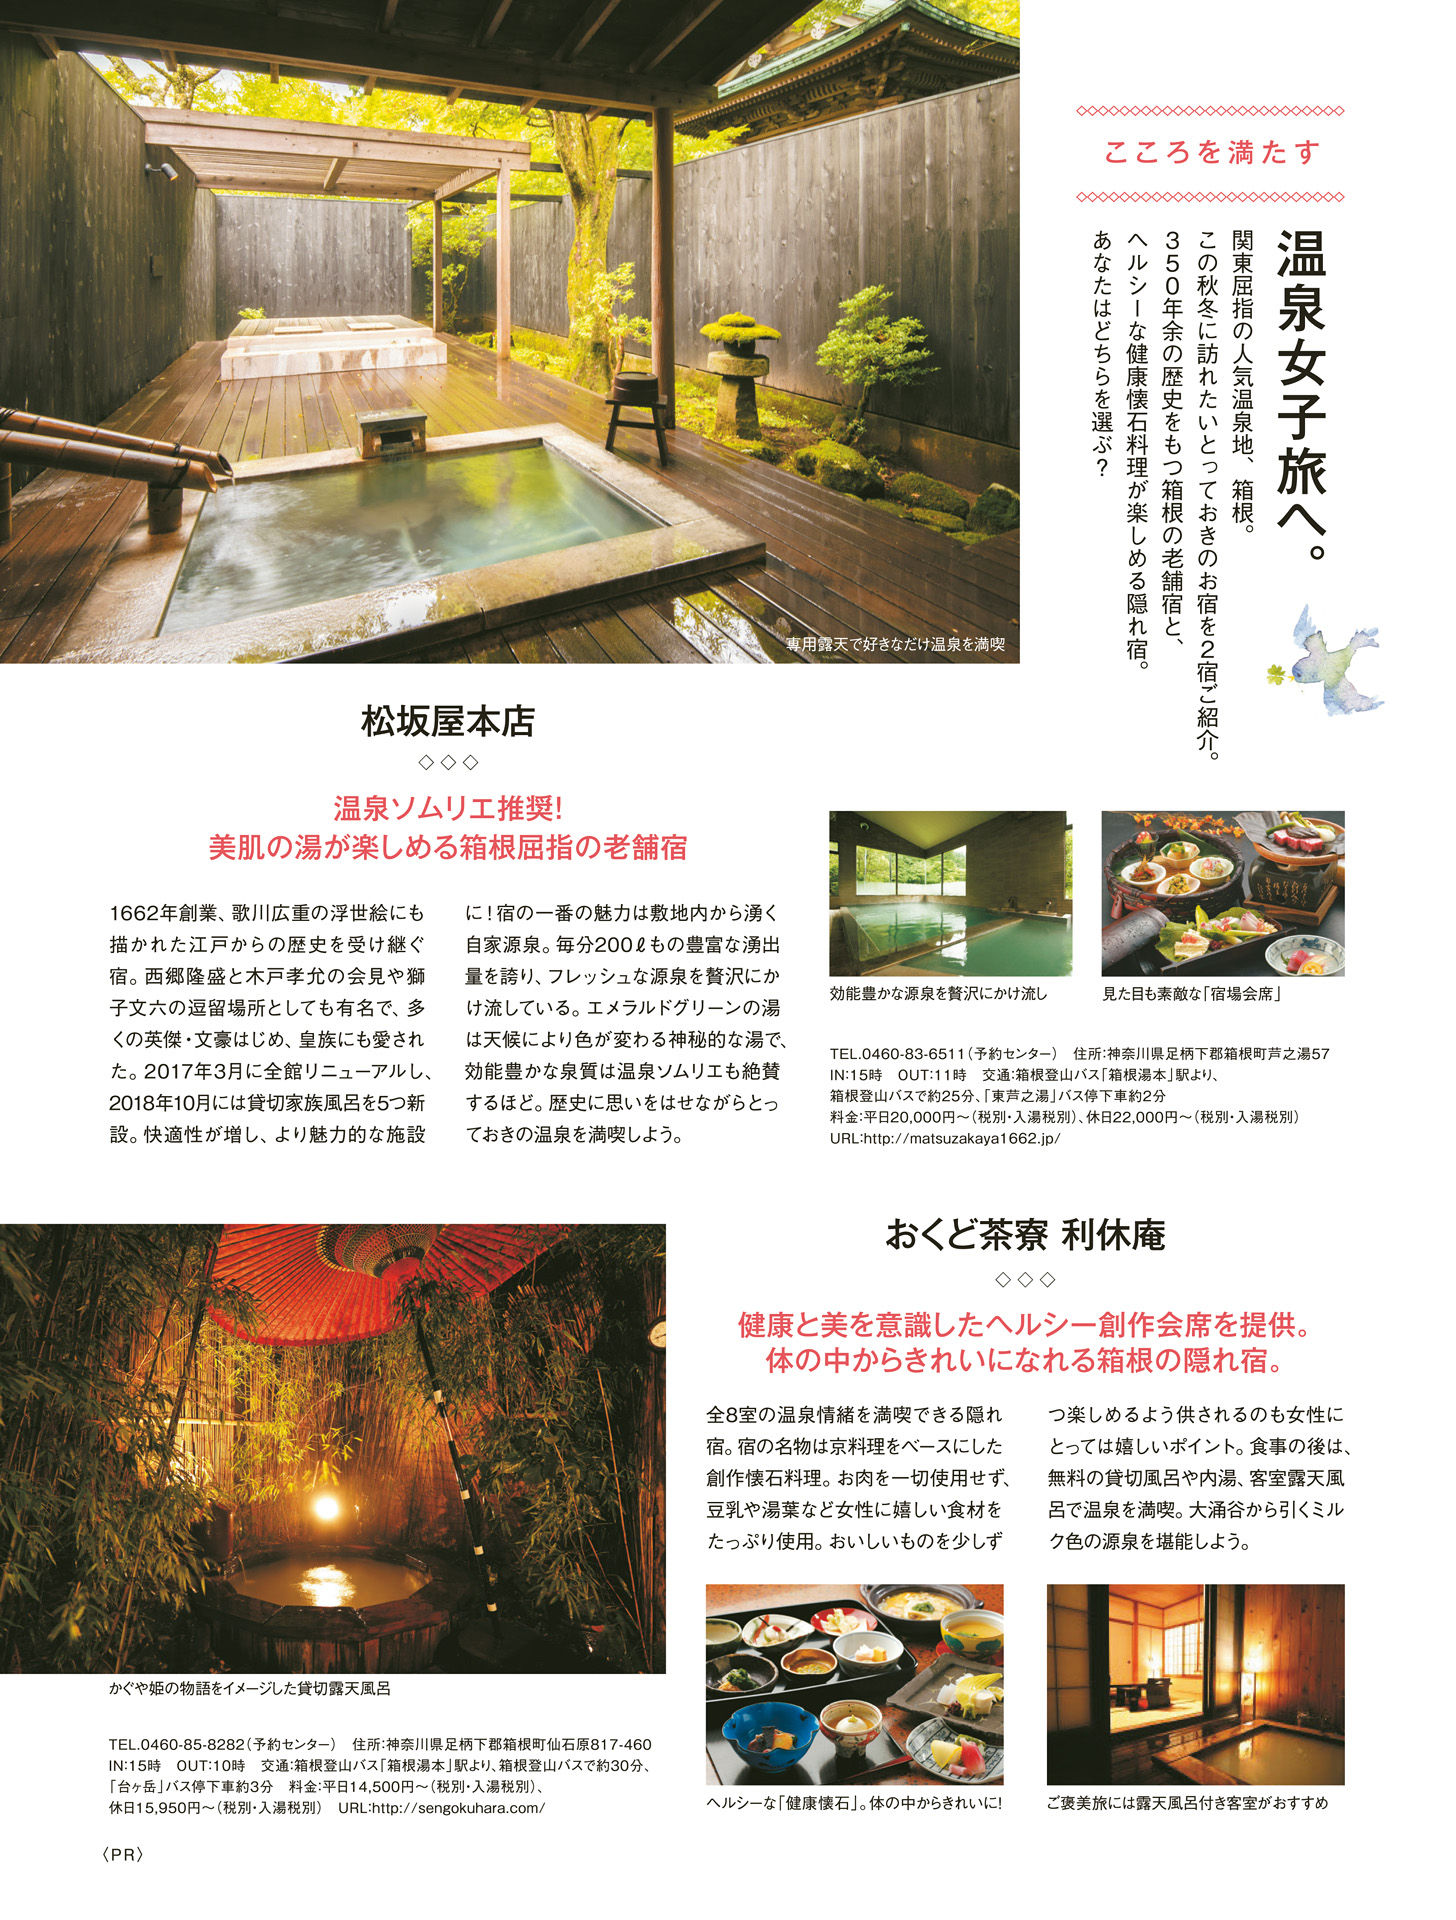 こころを満たす
温泉女子旅へ。
関東屈指の人気温泉地、箱根。
この秋冬に訪れたいとっておきのお宿を2宿ご紹介。
350年余の歴史をもつ箱根の老舗宿と、
ヘルシーな健康懐石料理が楽しめる隠れ宿。
あなたはどちらを選ぶ？
専用露天で好きなだけ温泉を満喫
松坂屋本店
◇◇◇
温泉ソムリエ推奨！
美肌の湯が楽しめる箱根屈指の老舗宿
1662年創業、歌川広重の浮世絵にも
描かれた江戸からの歴史を受け継ぐ
宿。西郷隆盛と木戸孝允の会見や獅
子文六の逗留場所としても有名で、多
くの英傑・文豪はじめ、皇族にも愛され
た。2017年3月に全館リニューアルし、
2018年10月には貸切家族風呂を5つ新
設。快適性が増し、より魅力的な施設
に！宿の一番の魅力は敷地内から湧く
自家源泉。毎分200ℓもの豊富な湧出
量を誇り、フレッシュな源泉を贅沢にか
け流している。エメラルドグリーンの湯
は天候により色が変わる神秘的な湯で、
効能豊かな泉質は温泉ソムリエも絶賛
するほど。歴史に思いをはせながらとっ
ておきの温泉を満喫しよう。
効能豊かな源泉を贅沢にかけ流し
見た目も素敵な「宿場会席」
TEL.0460-83-6511（予約センター）　住所：神奈川県足柄下郡箱根町芦之湯57
IN：15時　OUT：11時　交通：箱根登山バス「箱根湯本」駅より、
箱根登山バスで約25分、「東芦之湯」バス停下車約2分
料金：平日20,000円〜（税別・入湯税別）、休日22,000円〜（税別・入湯税別）
URL：http://matsuzakaya1662.jp/
おくど茶寮 利休庵
◇◇◇
健康と美を意識したヘルシー創作会席を提供。
体の中からきれいになれる箱根の隠れ宿。
全8室の温泉情緒を満喫できる隠れ
宿。宿の名物は京料理をベースにした
創作懐石料理。お肉を一切使用せず、
豆乳や湯葉など女性に嬉しい食材を
たっぷり使用。おいしいものを少しず
つ楽しめるよう供されるのも女性に
とっては嬉しいポイント。食事の後は、
無料の貸切風呂や内湯、客室露天風
呂で温泉を満喫。大涌谷から引くミル
ク色の源泉を堪能しよう。
かぐや姫の物語をイメージした貸切露天風呂
TEL.0460-85-8282（予約センター）　住所：神奈川県足柄下郡箱根町仙石原817-460
IN：15時　OUT：10時　交通：箱根登山バス「箱根湯本」駅より、箱根登山バスで約30分、
「台ヶ岳」バス停下車約3分　料金：平日14,500円〜（税別・入湯税別）、
休日15,950円〜（税別・入湯税別）　URL：http://sengokuhara.com/
ヘルシーな「健康懐石」。体の中からきれいに！
ご褒美旅には露天風呂付き客室がおすすめ
〈PR〉